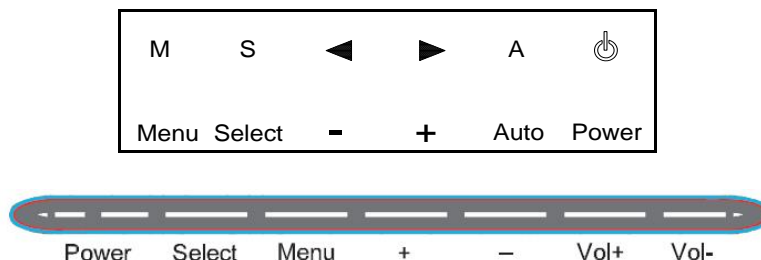 M S ◀ ▶ A ⏻
Menu Select - + Auto Power
Power Select Menu + – Vol+ Vol-